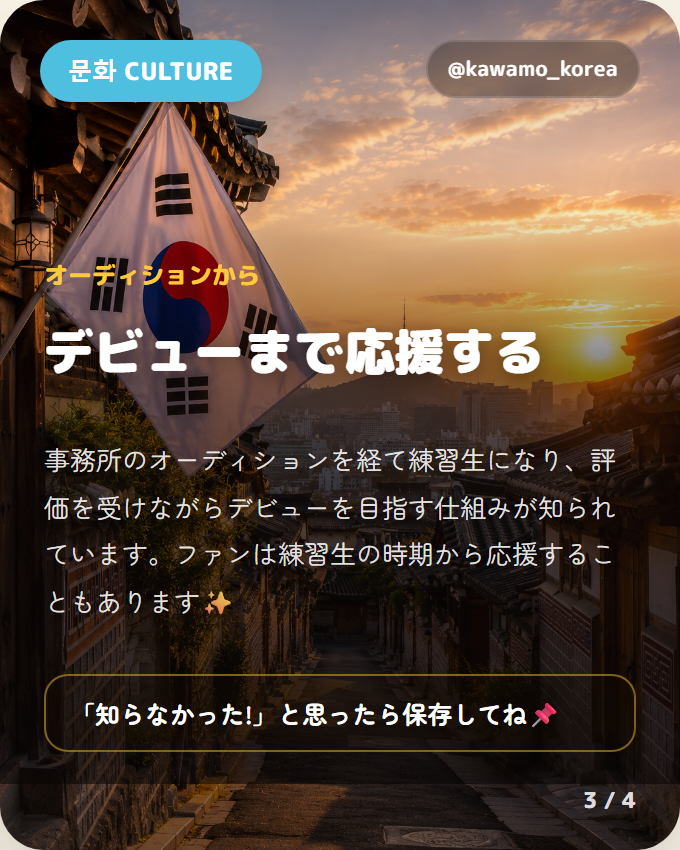 문화 CULTURE
@kawamo_korea
オーディションから
デビューまで応援する
事務所のオーディションを経て練習生になり、評
価を受けながらデビューを目指す仕組みが知られ
ています。ファンは練習生の時期から応援するこ
ともあります✨
「知らなかった!」と思ったら保存してね📌
3 / 4